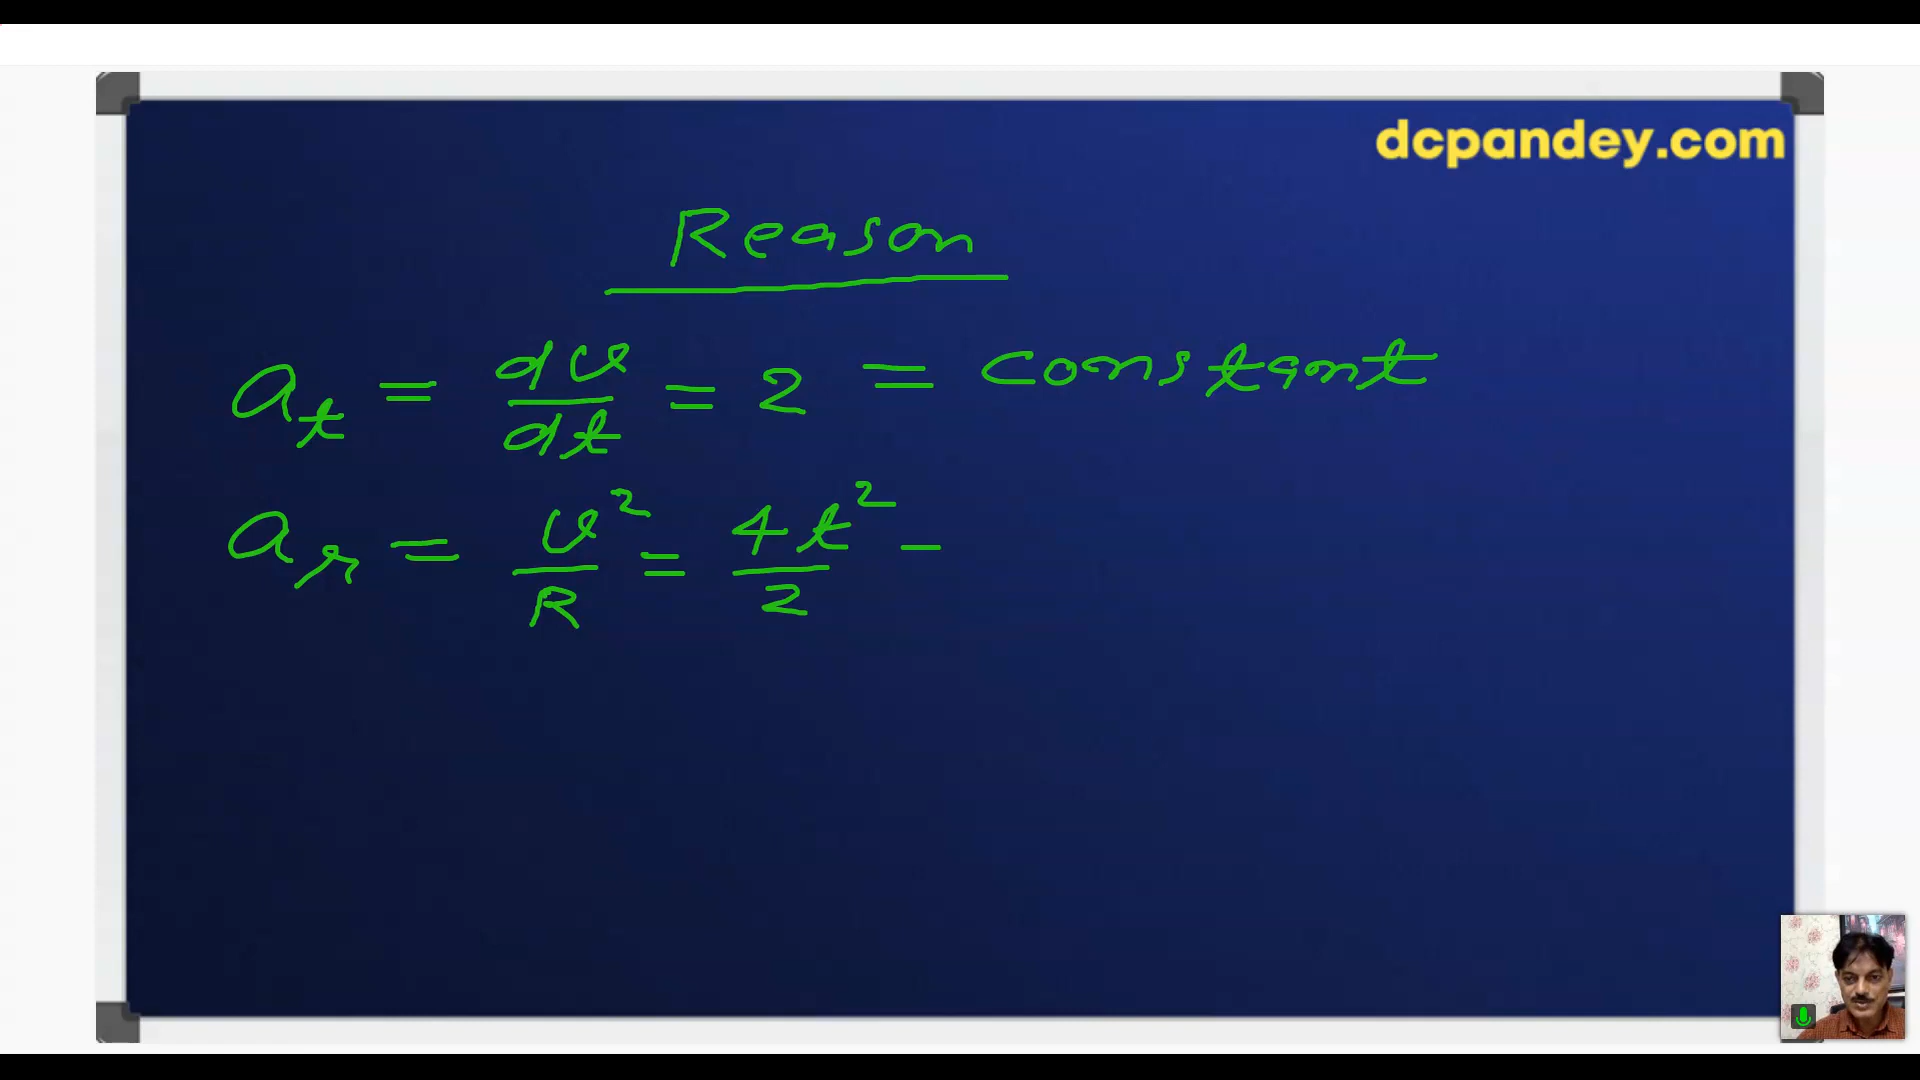 dcpandey.com
Reason
a_t = dv/dt = 2 = constant
a_r = v²/R = 4t²/2 -